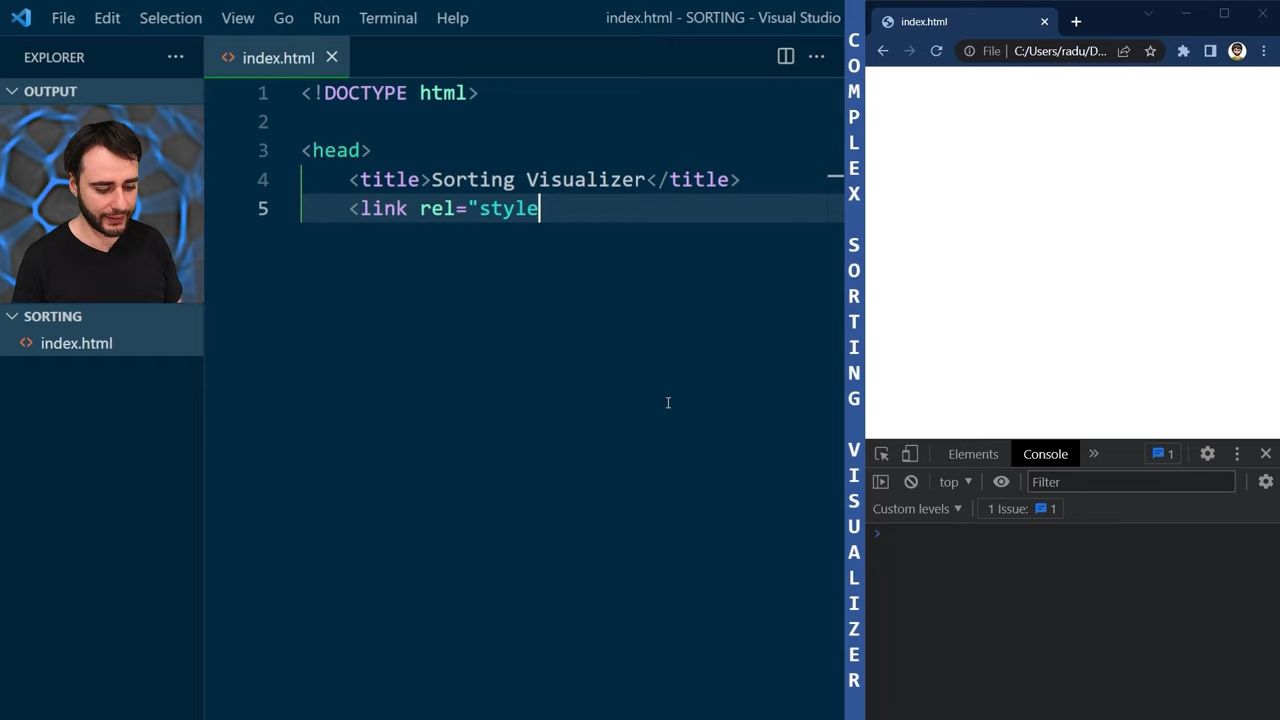 File Edit Selection View Go Run Terminal Help
index.html - SORTING - Visual Studio
EXPLORER
index.html
OUTPUT
SORTING
index.html
1 <!DOCTYPE html>
2
3 <head>
4 <title>Sorting Visualizer</title>
5 <link rel="style
COMPLEX SORTING VISUALIZER
index.html
File C:/Users/radu/D...
Elements Console 1
top Filter
Custom levels 1 Issue: 1